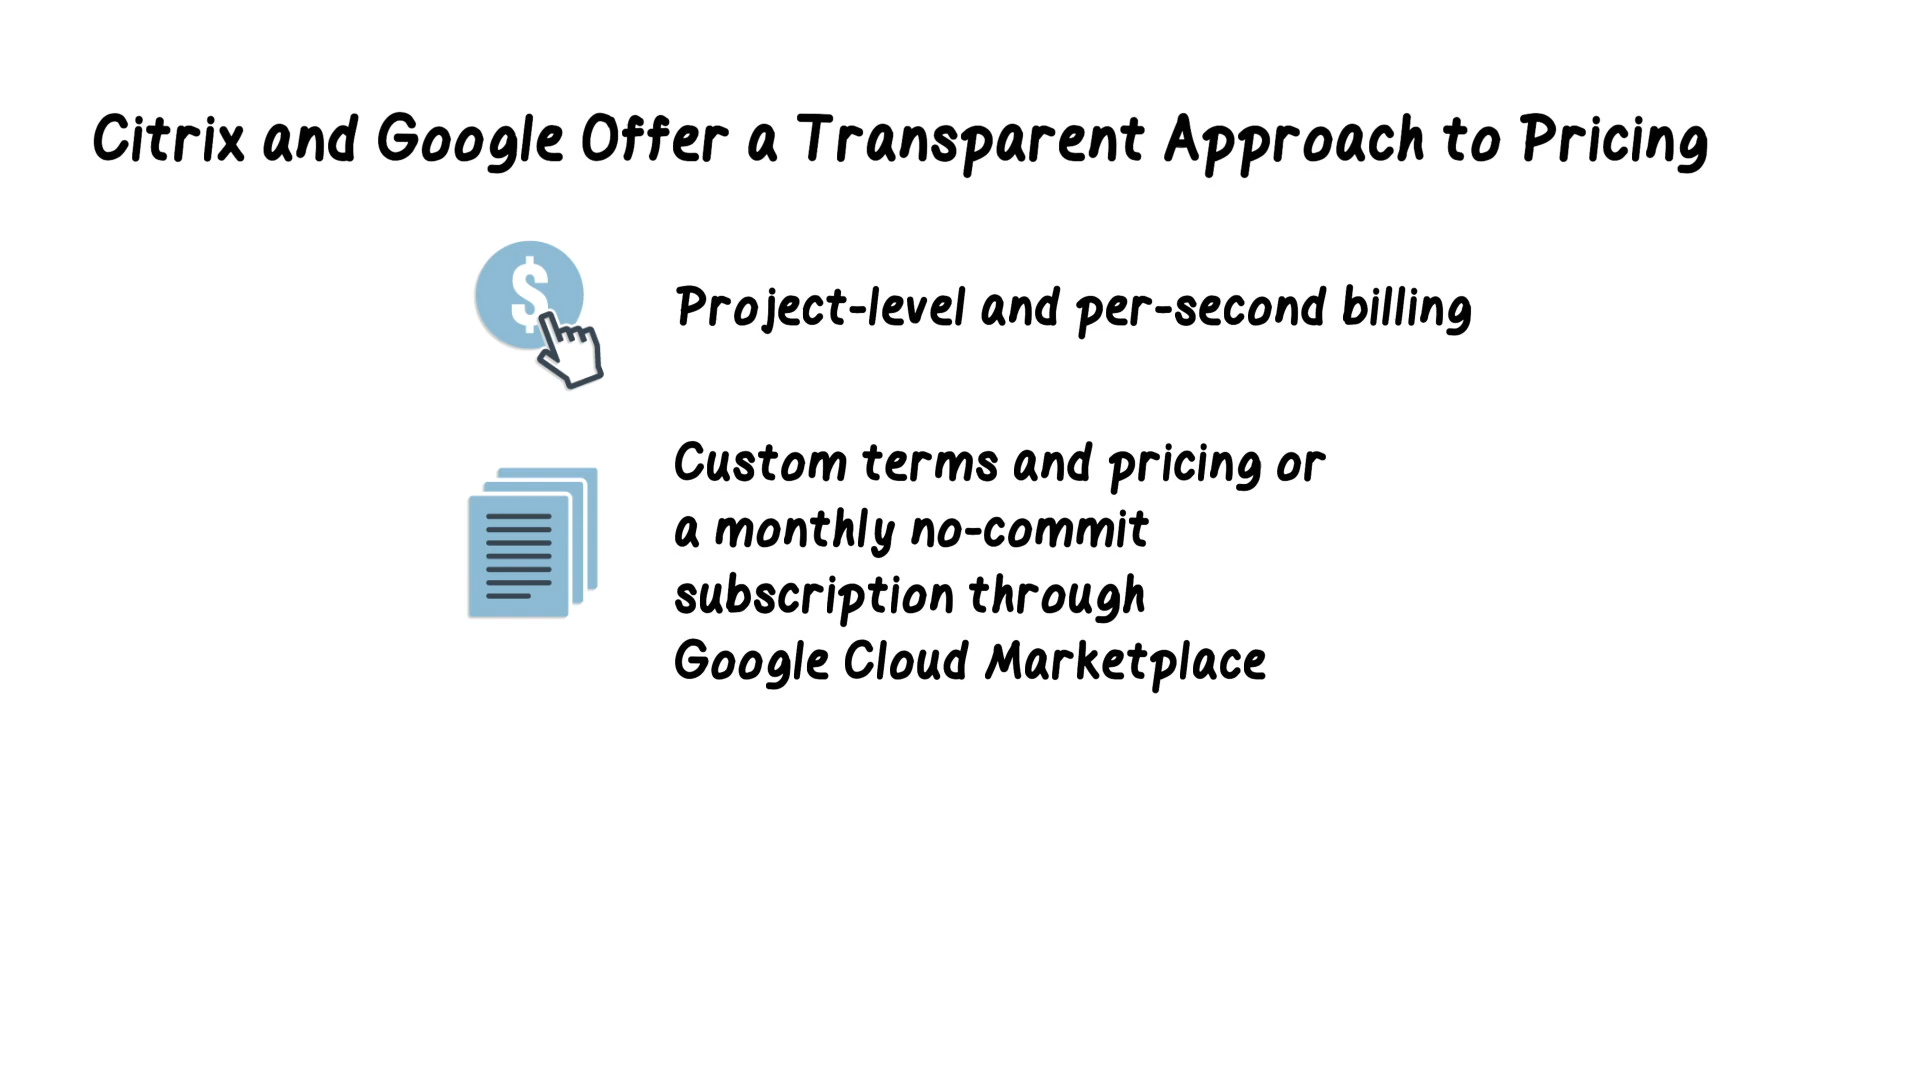 Citrix and Google Offer a Transparent Approach to Pricing
$
Project-level and per-second billing
Custom terms and pricing or
a monthly no-commit
subscription through
Google Cloud Marketplace